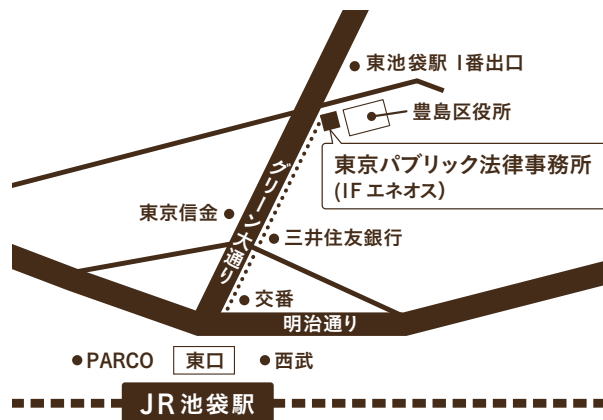 東池袋駅 1番出口
豊島区役所
東京パブリック法律事務所
(1F エネオス)
グリーン大通り
東京信金
三井住友銀行
交番
明治通り
PARCO
東口
西武
JR池袋駅